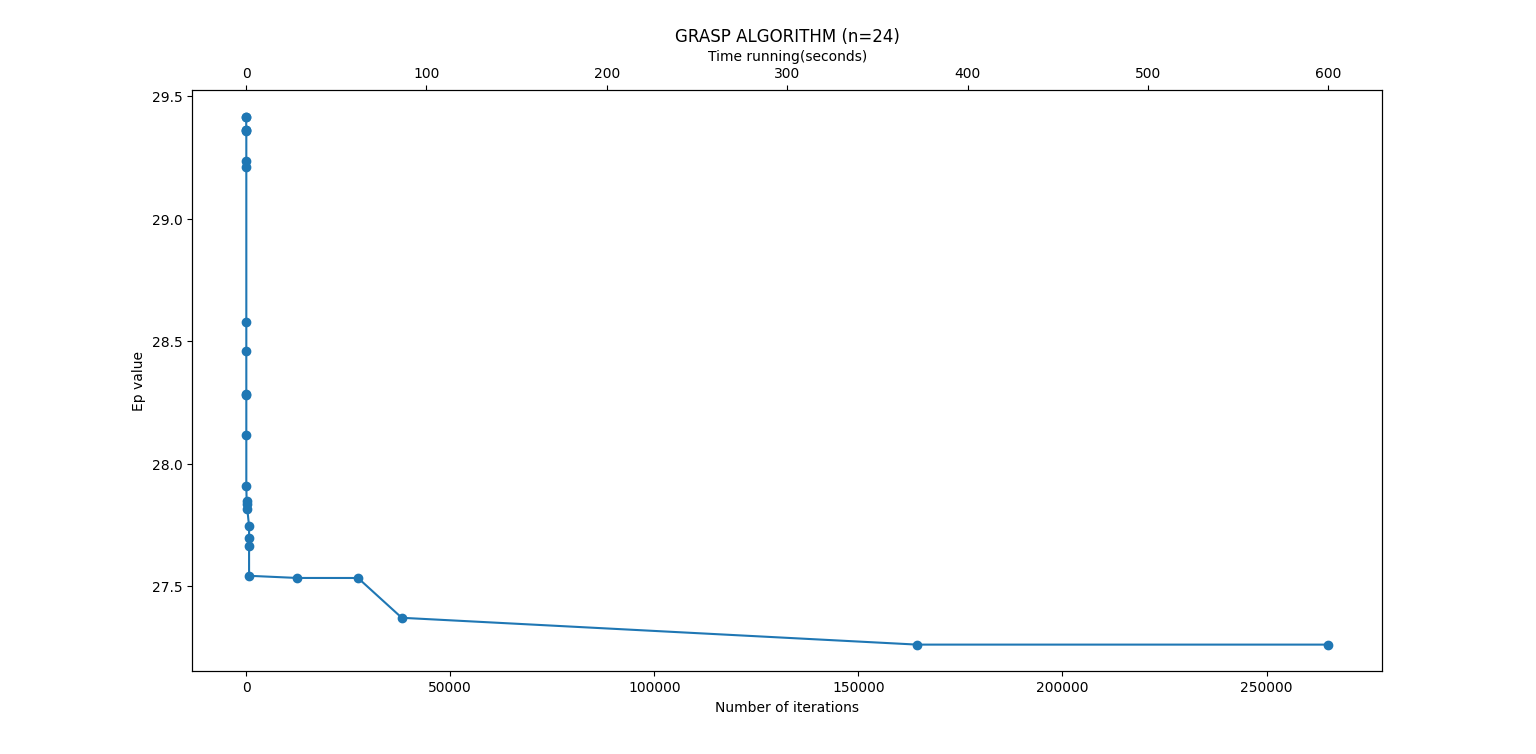 GRASP ALGORITHM (n=24)
Time running(seconds)
0 100 200 300 400 500 600
29.5
29.0
28.5
28.0
27.5
Ep value
0 50000 100000 150000 200000 250000
Number of iterations